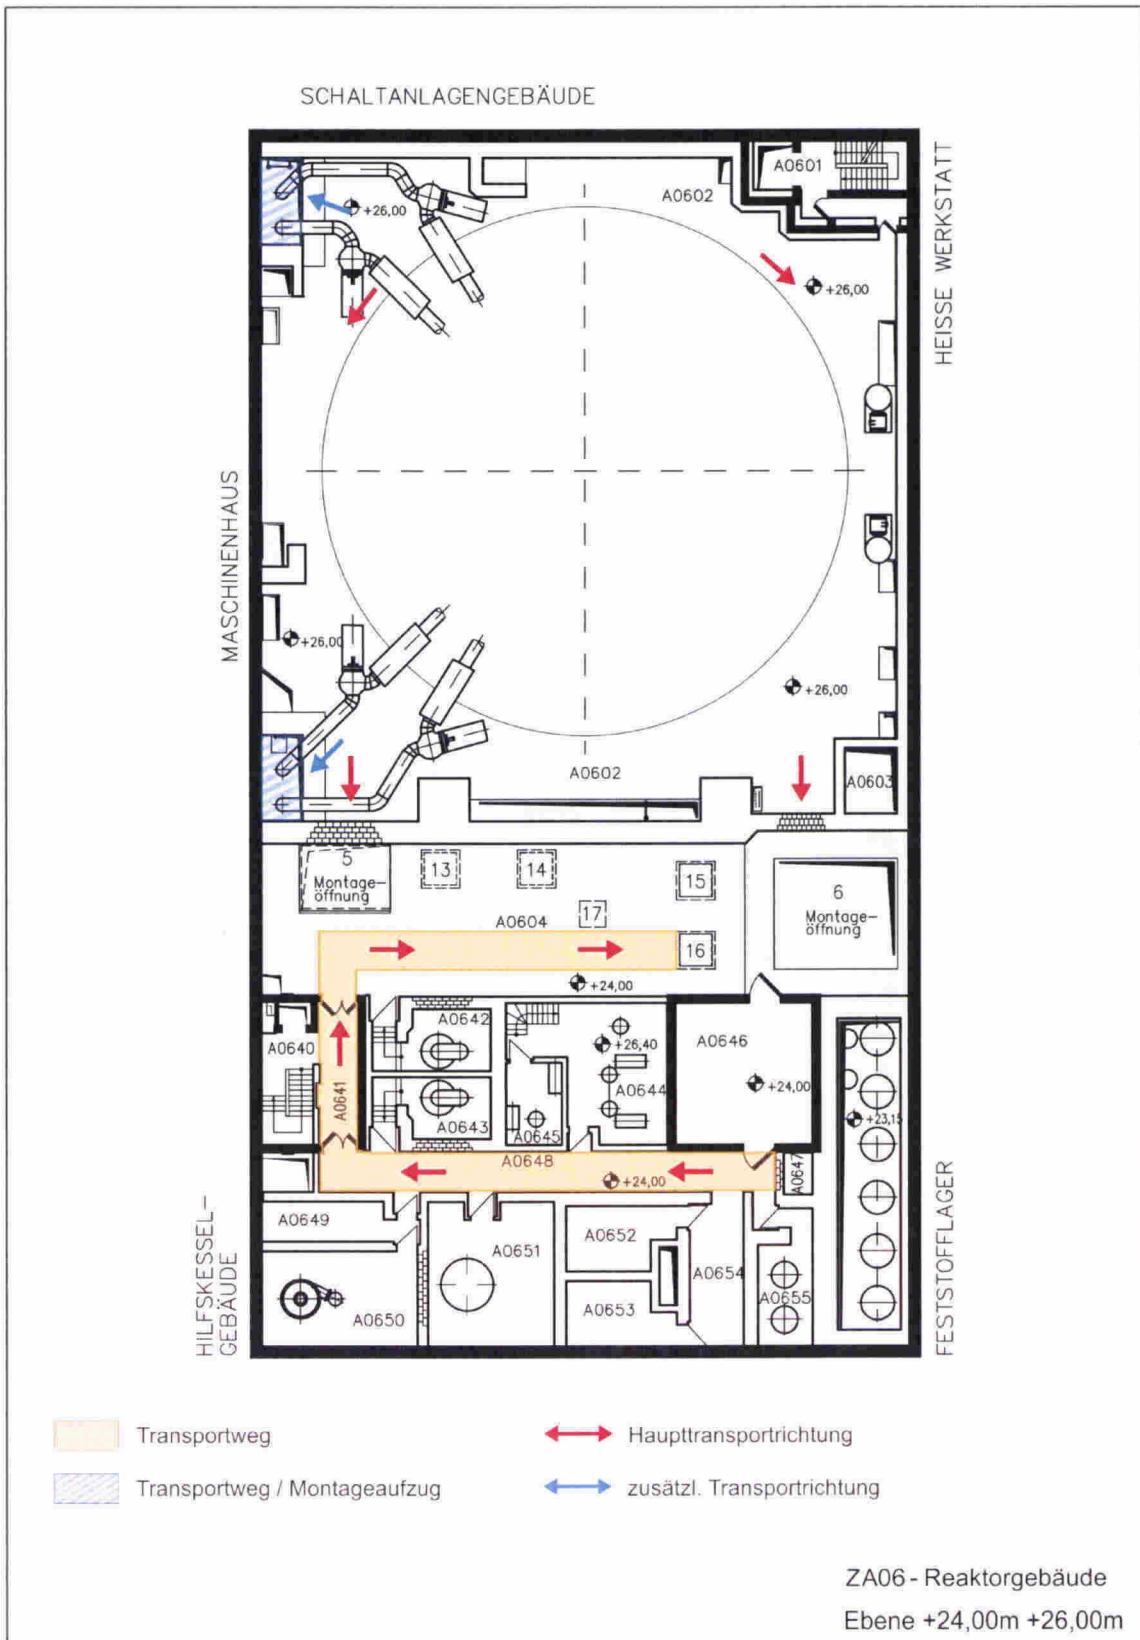 SCHALTANLAGENGEBÄUDE
A0601
HEISSE WERKSTATT
A0602
+26,00
+26,00
MASCHINENHAUS
+26,00
+26,00
A0602
A0603
5
Montage-
öffnung
13
14
15
6
Montage-
öffnung
17
A0604
16
+24,00
A0642
A0640
+26,40
A0646
A0641
A0644
+24,00
A0643
A0645
+23,15
A0648
A0647
+24,00
A0649
A0651
A0652
A0654
A0650
A0653
A0655
HILFSKESSEL-
GEBÄUDE
FESTSTOFFLAGER
Transportweg
Haupttransportrichtung
Transportweg / Montageaufzug
zusätzl. Transportrichtung
ZA06 - Reaktorgebäude
Ebene +24,00m +26,00m